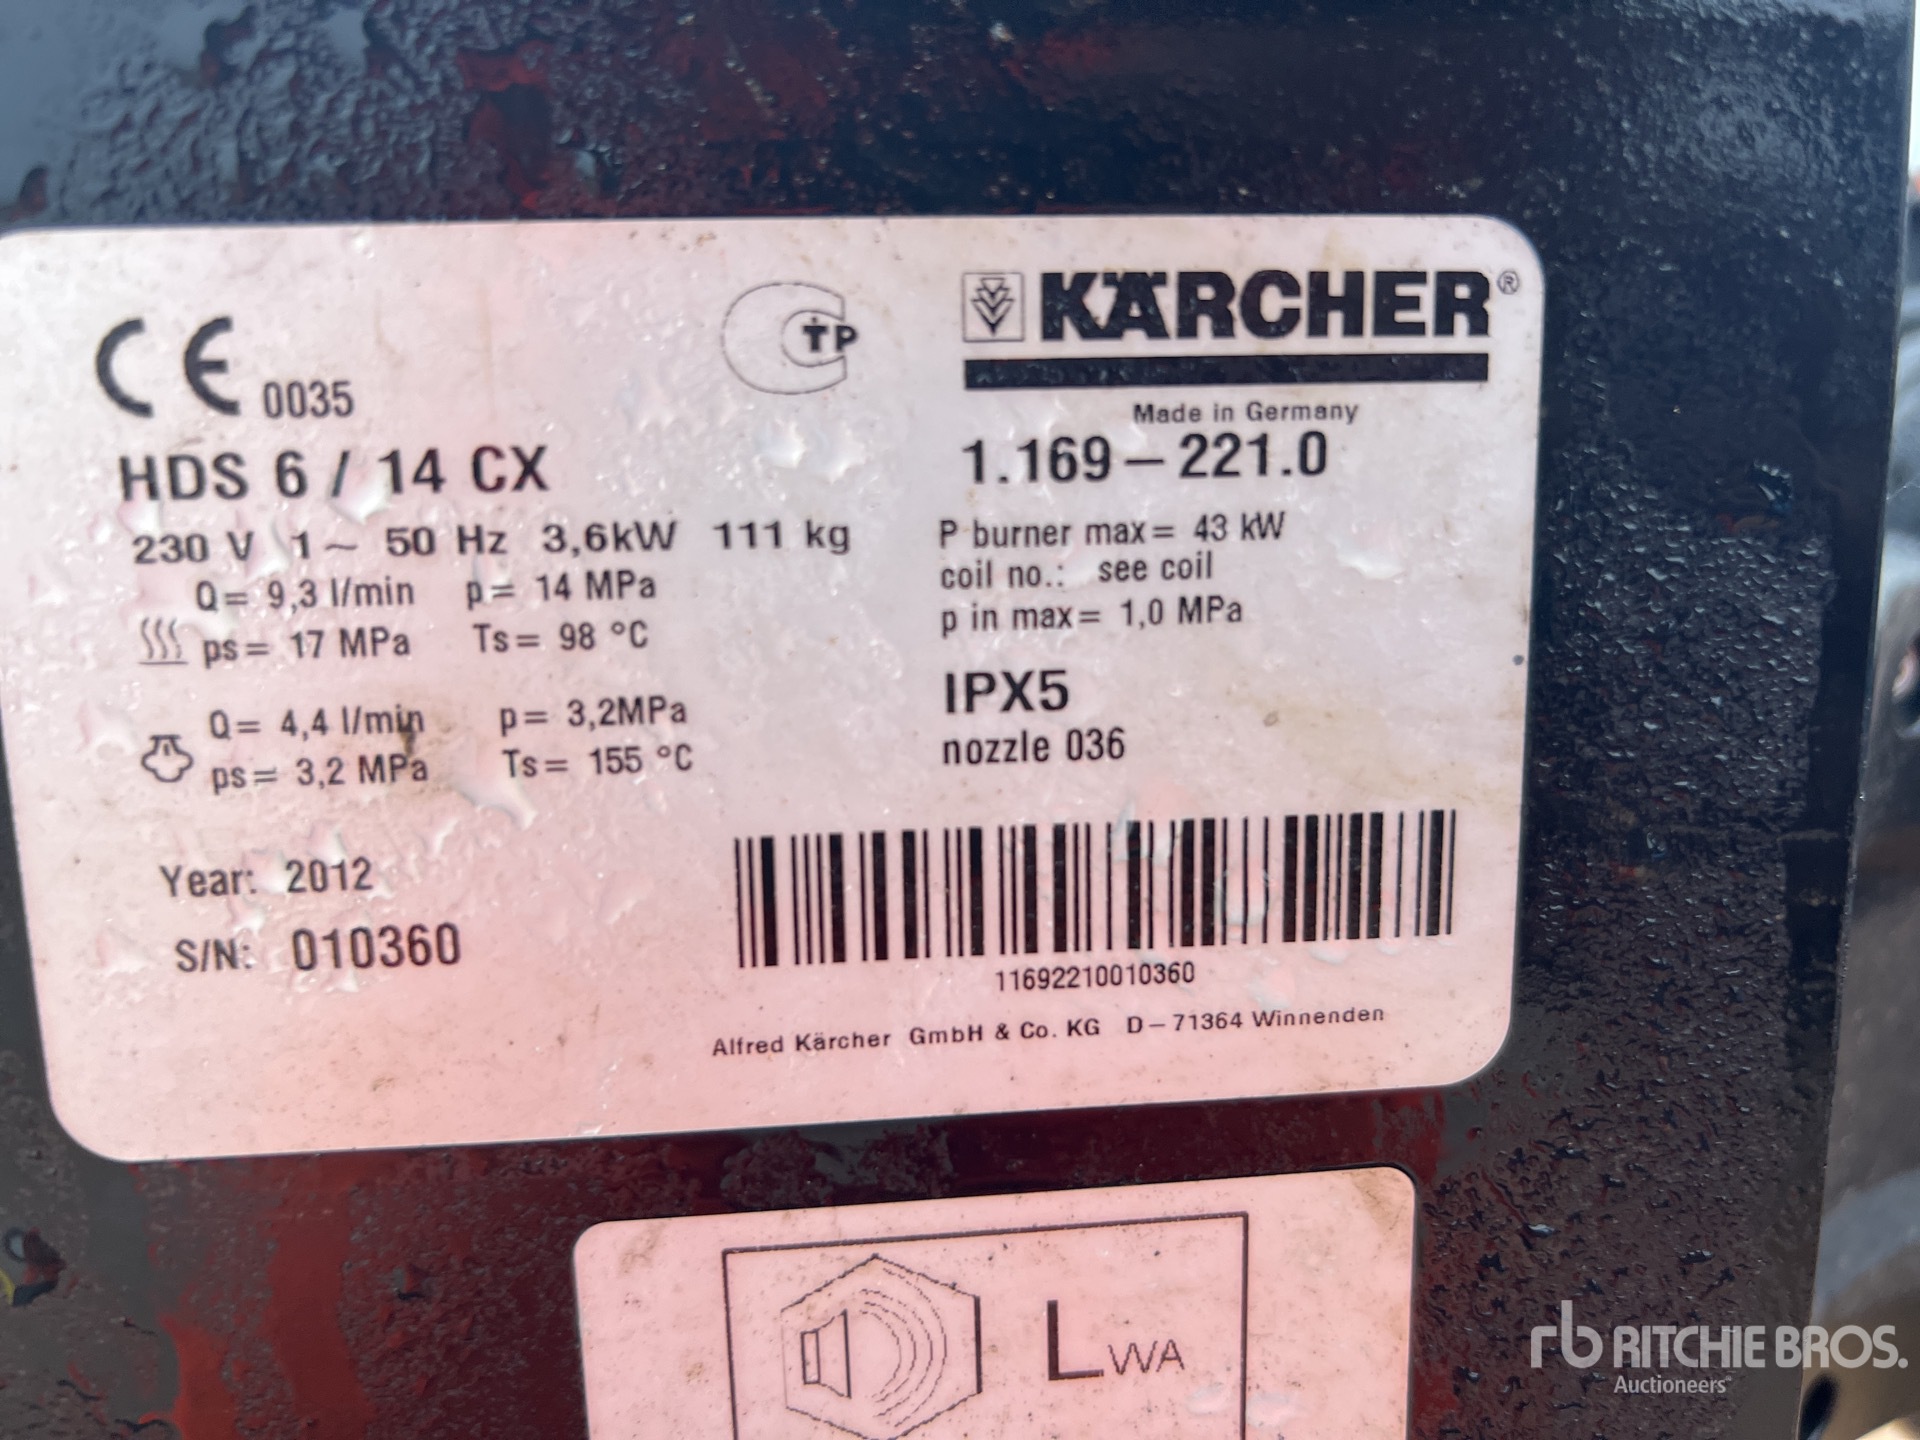 CE 0035
CTP
KÄRCHER®
Made in Germany
HDS 6 / 14 CX
1.169-221.0
230 V 1~ 50 Hz 3,6kW 111 kg
Q= 9,3 l/min p= 14 MPa
ps= 17 MPa Ts= 98 °C
Q= 4,4 l/min p= 3,2MPa
ps= 3,2 MPa Ts= 155 °C
P burner max= 43 kW
coil no.: see coil
p in max= 1,0 MPa
IPX5
nozzle 036
Year: 2012
S/N: 010360
11692210010360
Alfred Kärcher GmbH & Co. KG D-71364 Winnenden
LWA
rb RITCHIE BROS.
Auctioneers